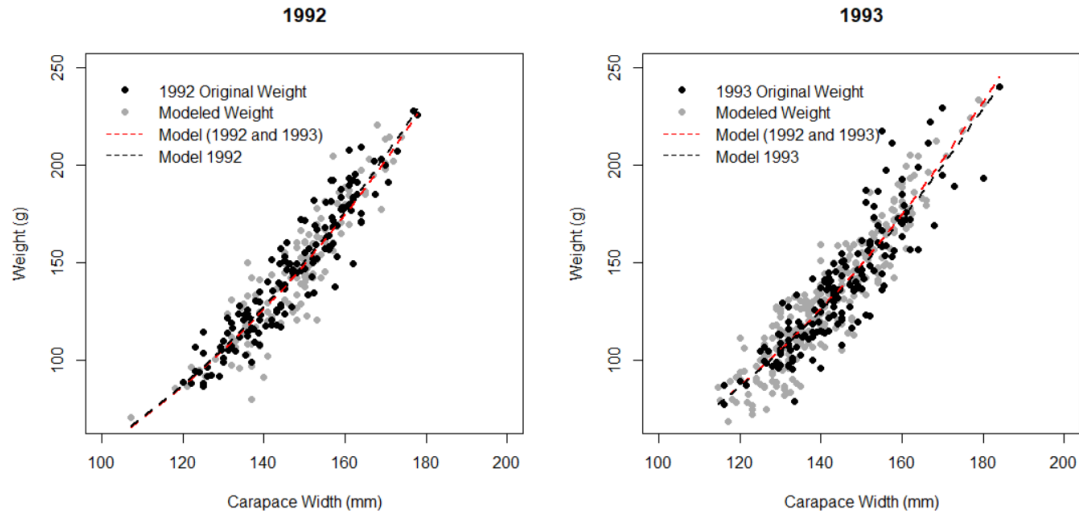 1992
250
200
150
100
Weight (g)
1992 Original Weight
Modeled Weight
Model (1992 and 1993)
Model 1992
100 120 140 160 180 200
Carapace Width (mm)
1993
250
200
150
100
Weight (g)
1993 Original Weight
Modeled Weight
Model (1992 and 1993)
Model 1993
100 120 140 160 180 200
Carapace Width (mm)